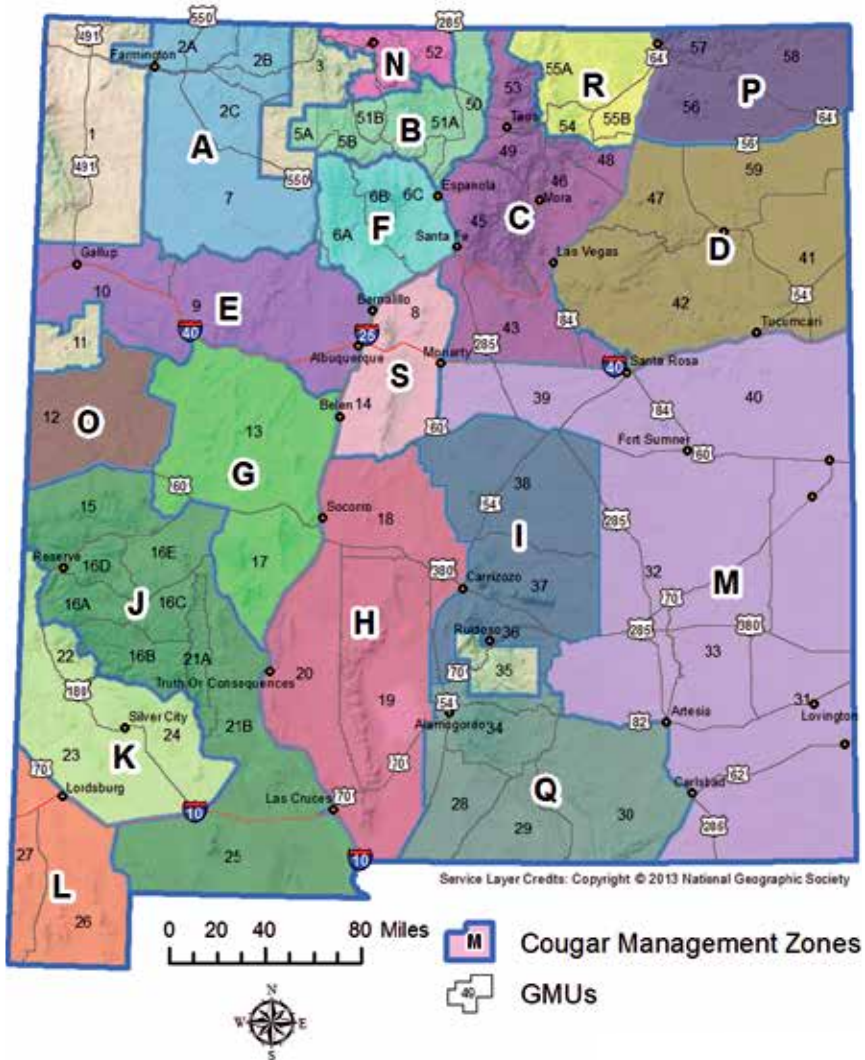 550
285
491
2A
2B
3
N
52
57
58
Farmington
64
55A
R
53
P
2C
50
56
51B
B
51A
5A
5B
Taos
54
55B
64
1
A
49
48
56
59
491
550
46
47
7
6B
6C
Espanola
Mora
F
C
45
6A
Santa Fe
D
41
Gallup
Las Vegas
54
10
9
E
Bernalillo
8
42
40
25
43
84
Tucumcari
11
Albuquerque
Moriarty
285
40
Santa Rosa
S
39
40
12
O
Belen
14
84
13
60
Fort Sumner
60
G
60
38
15
54
Socorro
18
I
285
Reserve
16D
16E
17
380
Carrizozo
37
32
M
16A
J
16C
70
H
Ruidoso
36
285
380
22
16B
21A
70
35
33
Truth Or Consequences
20
180
19
54
31
Silver City
24
21B
Alamogordo
34
82
Artesia
Lovington
K
23
70
70
62
Lordsburg
Las Cruces
70
Q
Carlsbad
10
28
30
285
25
29
27
10
L
26
Service Layer Credits: Copyright © 2013 National Geographic Society
0 20 40 80 Miles
M Cougar Management Zones
49 GMUs
N
W E
S